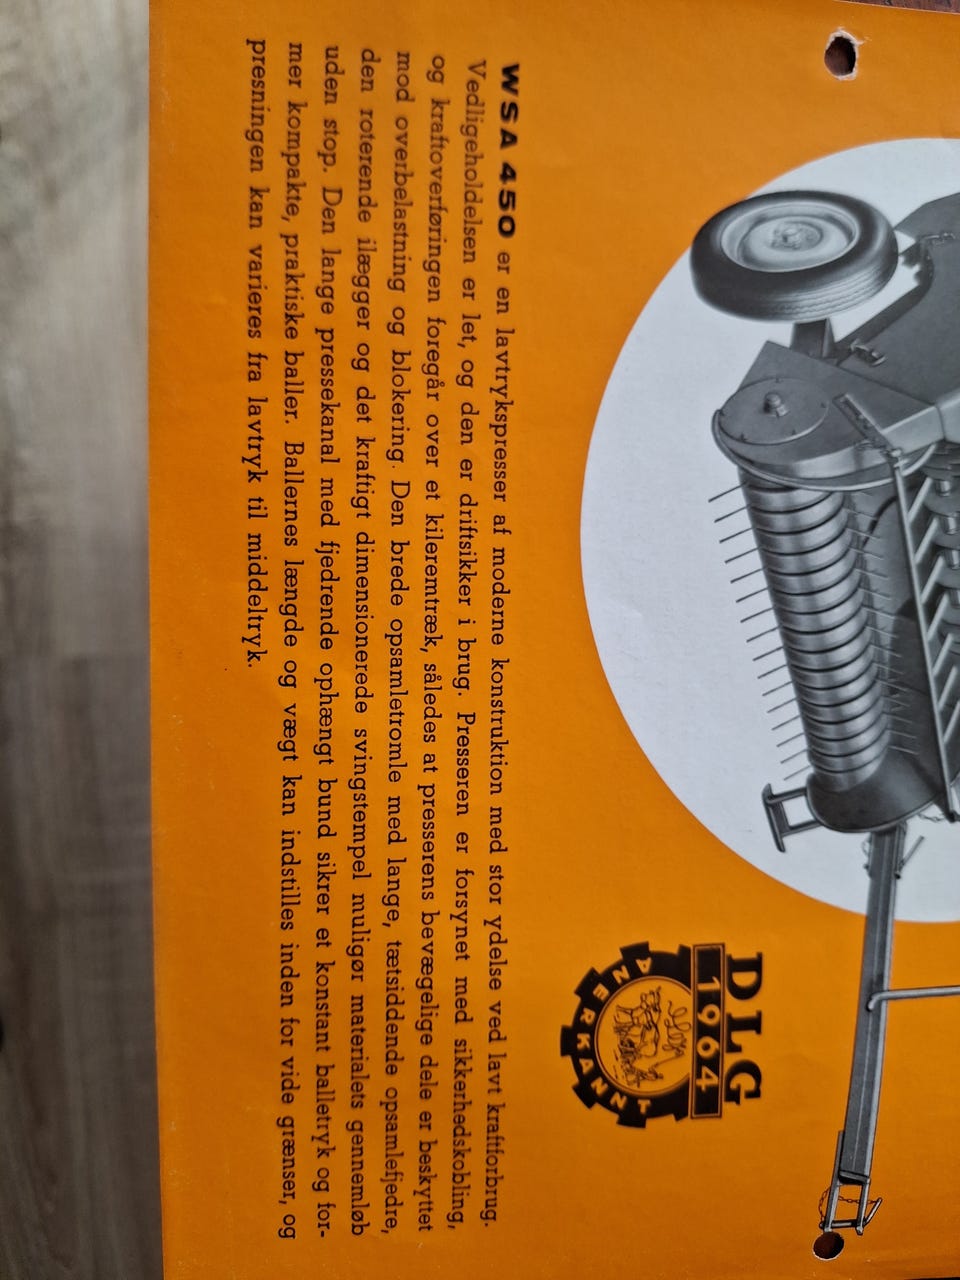 DLG
1964
ANERKANNT
WSA 450 er en lavtrykspresser af moderne konstruktion med stor ydelse ved lavt kraftforbrug.
Vedligeholdelsen er let, og den er driftsikker i brug. Presseren er forsynet med sikkerhedskobling,
og kraftoverføringen foregår over et kileremtræk, således at presserens bevægelige dele er beskyttet
mod overbelastning og blokering. Den brede opsamletromle med lange, tætsiddende opsamlefjedre,
den roterende ilægger og det kraftigt dimensionerede svingstempel muligør materialets gennemløb
uden stop. Den lange pressekanal med fjedrende ophængt bund sikrer et konstant balletryk og for-
mer kompakte, praktiske baller. Ballernes længde og vægt kan indstilles inden for vide grænser, og
presningen kan varieres fra lavtryk til middeltryk.